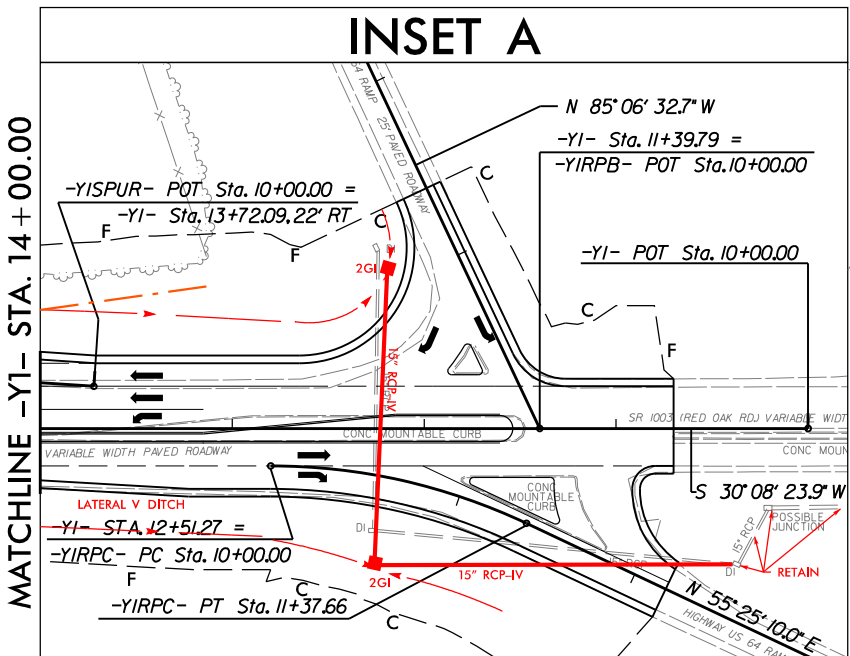 INSET A
MATCHLINE -Y1- STA. 14+00.00
64 RAMP 25' PAVED ROADWAY
N 85°06'32.7" W
-Y1- Sta. 11+39.79 =
-Y1RPB- POT Sta. 10+00.00
C
-Y1SPUR- POT Sta. 10+00.00 =
-Y1- Sta. 13+72.09, 22' RT
C
F
F
DI
2GI
-Y1- POT Sta. 10+00.00
C
F
15" RCP-IV
SR 1003 (RED OAK RD.) VARIABLE WIDT
CONC MOUNTABLE CURB
VARIABLE WIDTH PAVED ROADWAY
CONC MOUN
CONC
MOUNTABLE
CURB
S 30°08'23.9" W
LATERAL V DITCH
-Y1- STA. 12+51.27 =
-Y1RPC- PC Sta. 10+00.00
DI
15" RCP
POSSIBLE
JUNCTION
F
2GI
15" RCP-IV
DI
RETAIN
C
-Y1RPC- PT Sta. 11+37.66
C
N 55°25'10.0" E
HIGHWAY US 64 RAM